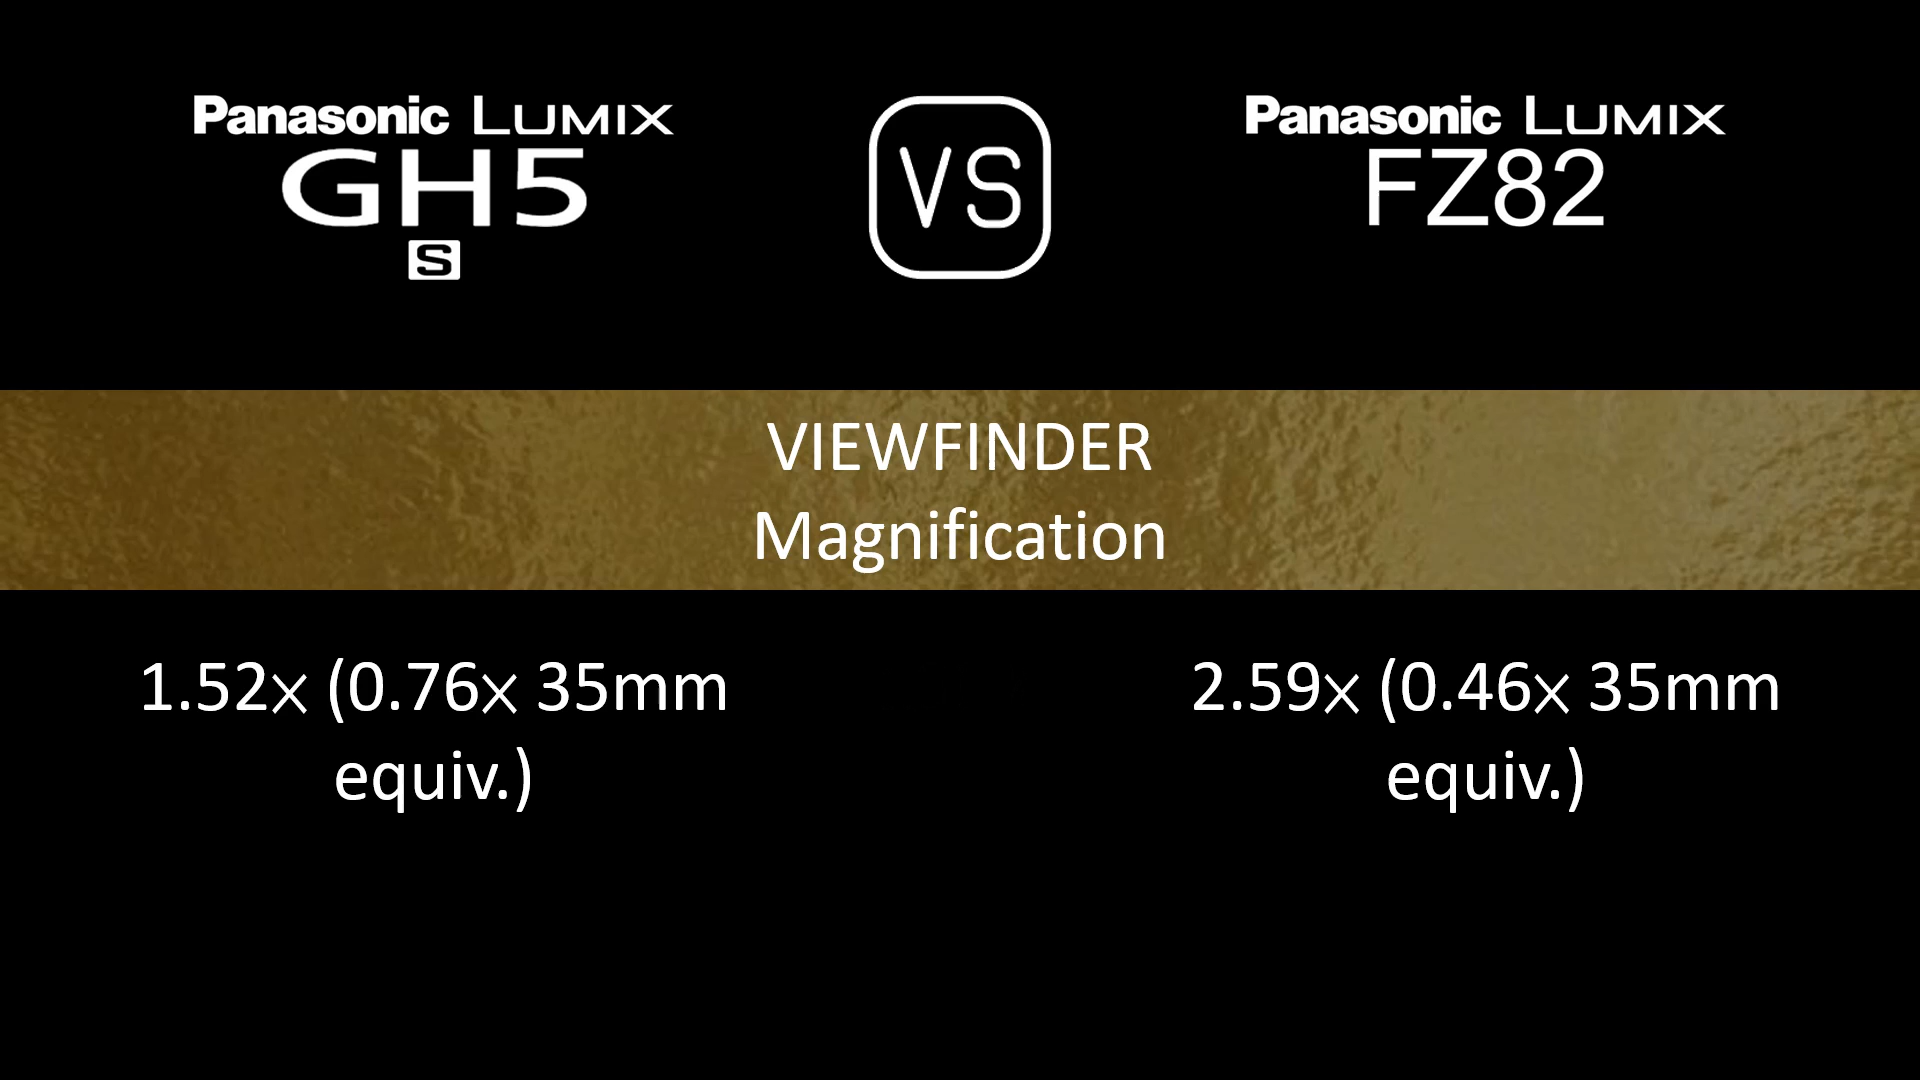 Panasonic LUMIX
GH5
S
VS
Panasonic LUMIX
FZ82
VIEWFINDER
Magnification
1.52x (0.76x 35mm
equiv.)
2.59x (0.46x 35mm
equiv.)